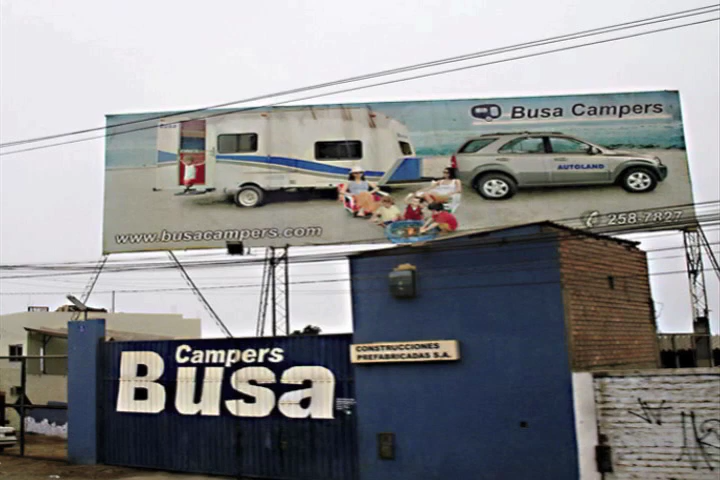 Busa Campers
AUTOLAND
www.busacampers.com
258-7827
CONSTRUCCIONES
PREFABRICADAS S.A.
Campers
Busa